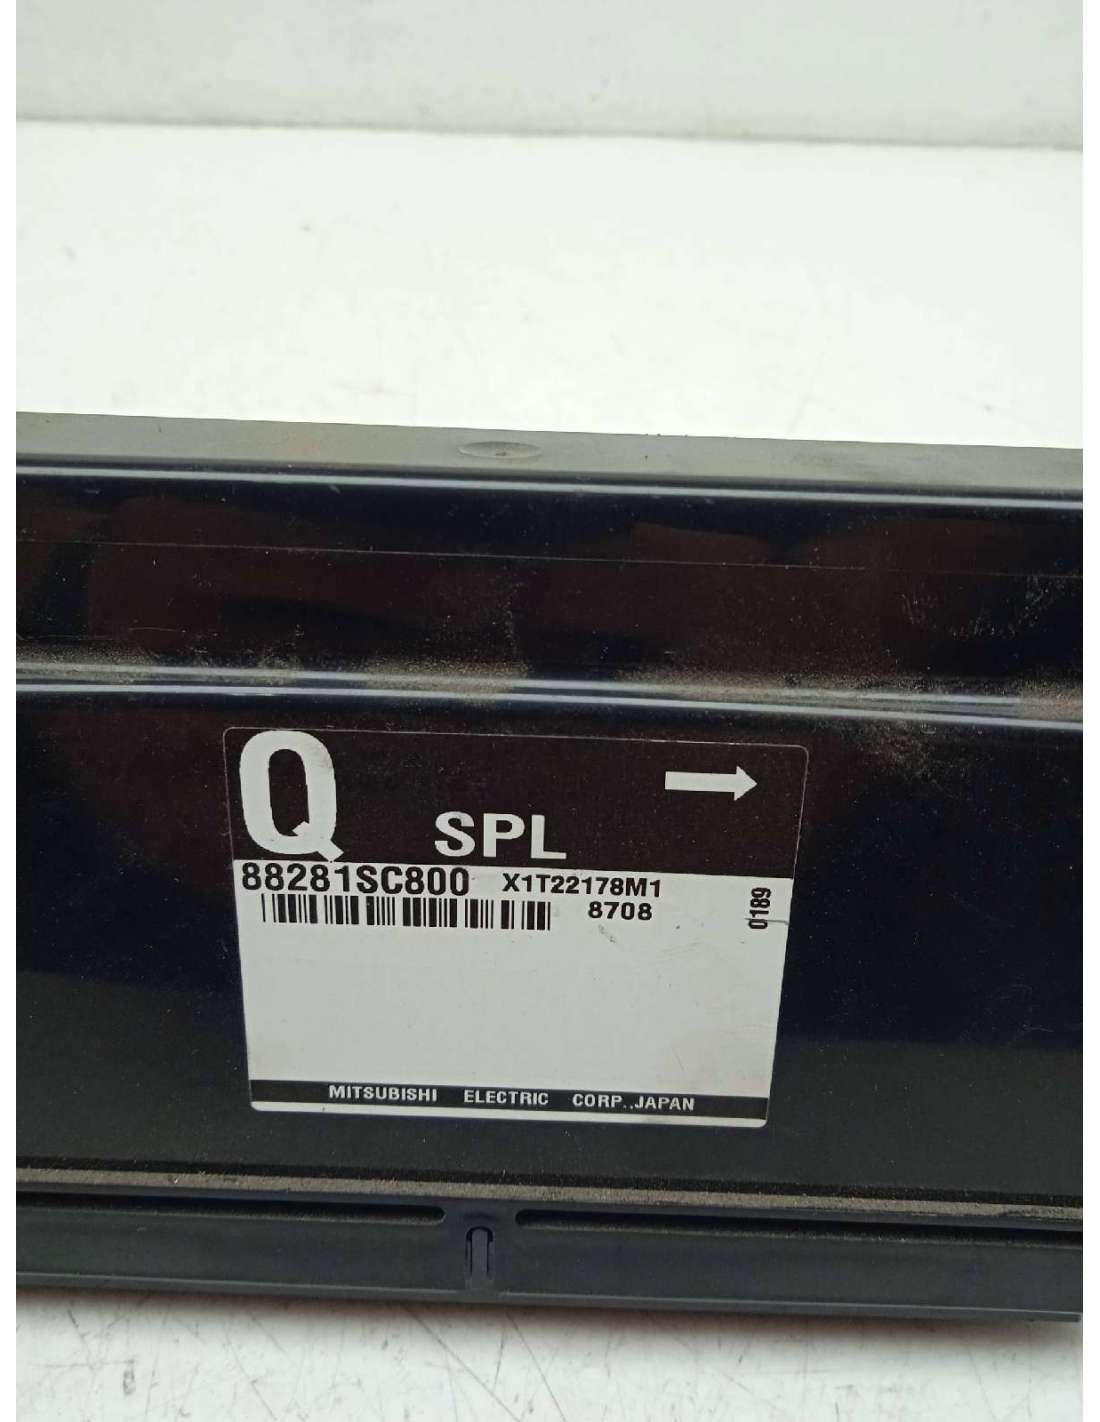 Q
SPL
88281SC800 X1T22178M1
8708
0189
MITSUBISHI ELECTRIC CORP.,JAPAN